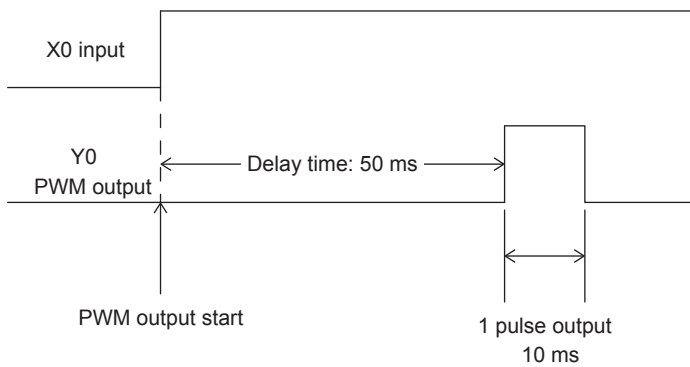 X0 input
Y0
PWM output
Delay time: 50 ms
PWM output start
1 pulse output
10 ms